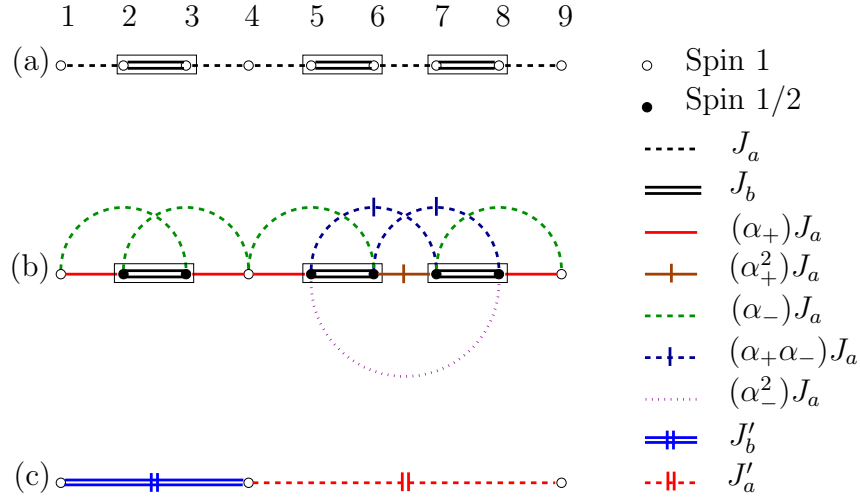 1 2 3 4 5 6 7 8 9
(a)
(b)
(c)
Spin 1
Spin 1/2
J_a
J_b
(α_+)J_a
(α_+^2)J_a
(α_-)J_a
(α_+α_-)J_a
(α_-^2)J_a
J'_b
J'_a